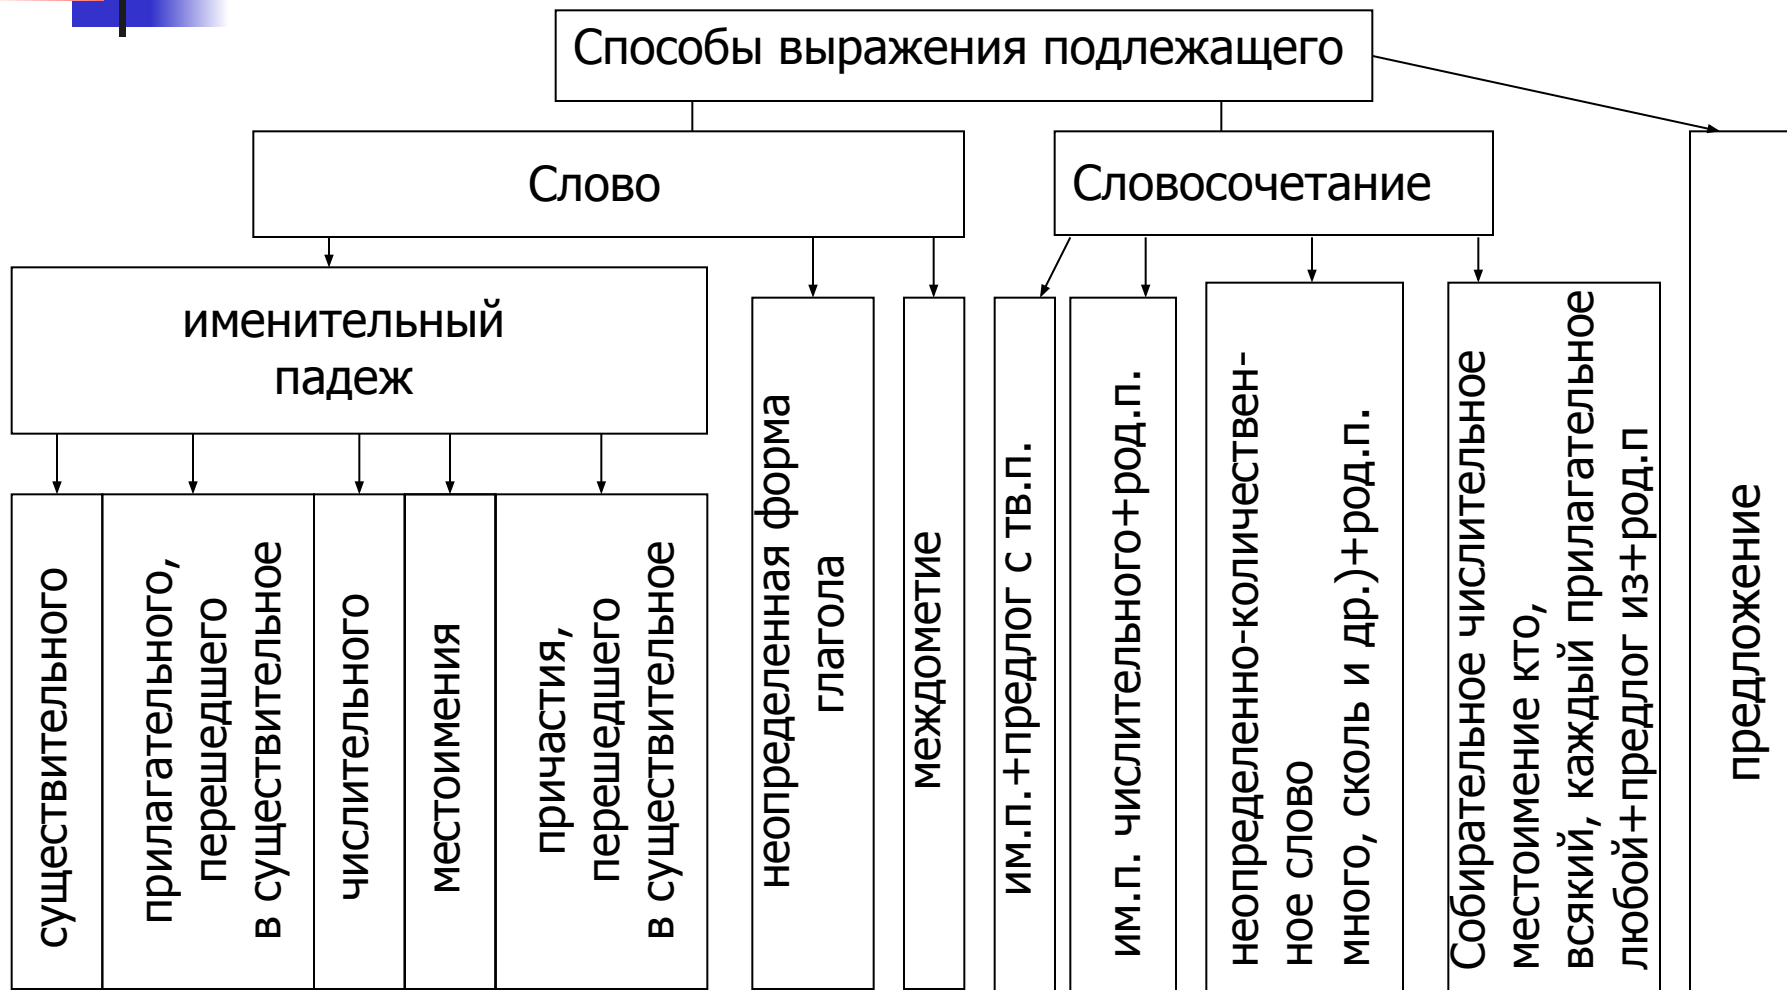 Способы выражения подлежащего
Слово
Словосочетание
именительный
падеж
существительного
прилагательного,
перешедшего
в существительное
числительного
местоимения
причастия,
перешедшего
в существительное
неопределенная форма
глагола
междометие
им.п.+предлог с тв.п.
им.п. числительного+род.п.
неопределенно-количествен-
ное слово
много, сколь и др.)+род.п.
Собирательное числительное
местоимение кто,
всякий, каждый прилагательное
любой+предлог из+род.п
предложение